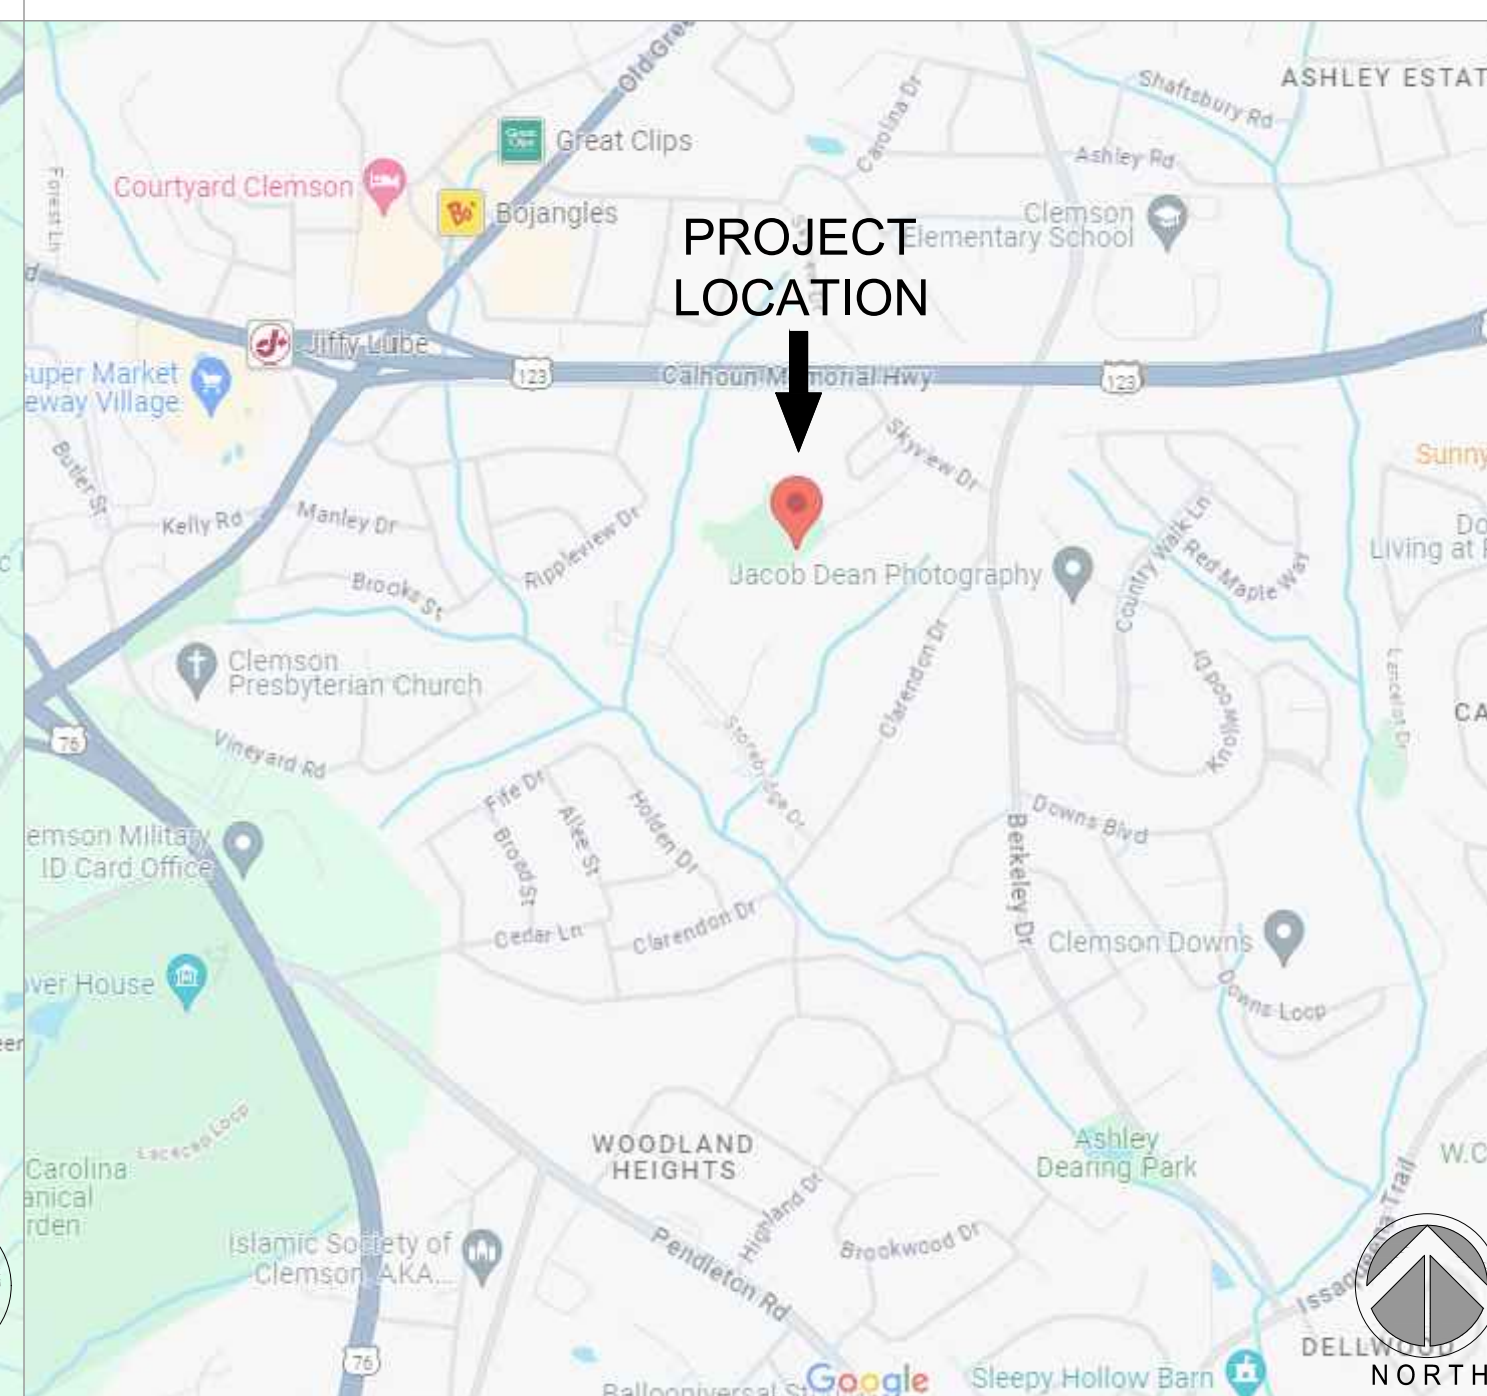 Old Gree
Shaftsbury Rd
ASHLEY ESTAT
Great Clips
Carolina Dr
Ashley Rd
Forest Ln
Courtyard Clemson
Bo'
Bojangles
Clemson
Elementary School
PROJECT
LOCATION
Jiffy Lube
123
Calhoun Memorial Hwy
123
uper Market
eway Village
Skyview Dr
Sunny
Butler St
Kelly Rd
Manley Dr
Rippleview Dr
Country Walk Ln
Red Maple Way
Do
Living at
Jacob Dean Photography
Brooks St
Clemson
Presbyterian Church
Clarendon Dr
Knollwood Dr
Lancelot Dr
CA
Stonebridge Dr
76
Vineyard Rd
Fife Dr
Allee St
Broad St
Holden Dr
Downs Blvd
Berkeley Dr
emson Military
ID Card Office
Cedar Ln
Clarendon Dr
Clemson Downs
Downs Loop
ver House
WOODLAND
HEIGHTS
Ashley
Dearing Park
W.C
Carolina
anical
rden
Highland Dr
Brookwood Dr
Pendleton Rd
Islamic Society of
Clemson, AKA...
Issaqueena Trail
76
DELLWOOD
Google
Sleepy Hollow Barn
NORTH